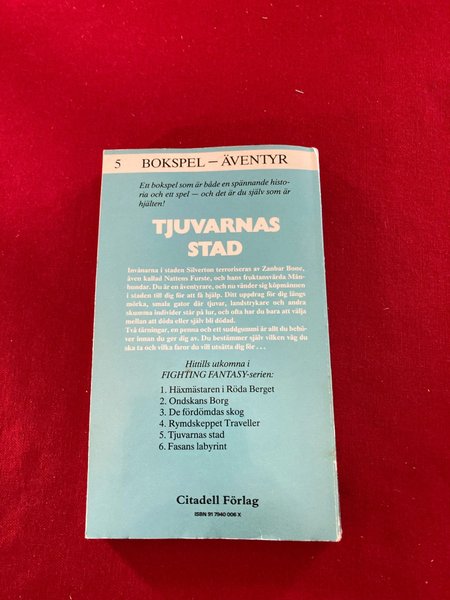 5 BOKSPEL – ÄVENTYR
Ett bokspel som är både en spännande histo-
ria och ett spel – och det är du själv som är
hjälten!
TJUVARNAS
STAD
Invånarna i staden Silverton terroriseras av Zanbar Bone,
även kallad Nattens Furste, och hans fruktansvärda Mån-
hundar. Du är en äventyrare, och nu vänder sig köpmännen
i staden till dig för att få hjälp. Ditt uppdrag för dig längs
mörka, smala gator där tjuvar, landstrykare och andra
skumma individer står på lur, och ofta har du bara att välja
mellan att döda eller själv bli dödad.
Två tärningar, en penna och ett suddgummi är allt du behö-
ver innan du ger dig av. Du bestämmer själv vilken väg du
ska ta och vilka faror du vill utsätta dig för . . .
Hittills utkomna i
FIGHTING FANTASY-serien:
1. Häxmästaren i Röda Berget
2. Ondskans Borg
3. De fördömdas skog
4. Rymdskeppet Traveller
5. Tjuvarnas stad
6. Fasans labyrint
Citadell Förlag
ISBN 91 7940 006 X